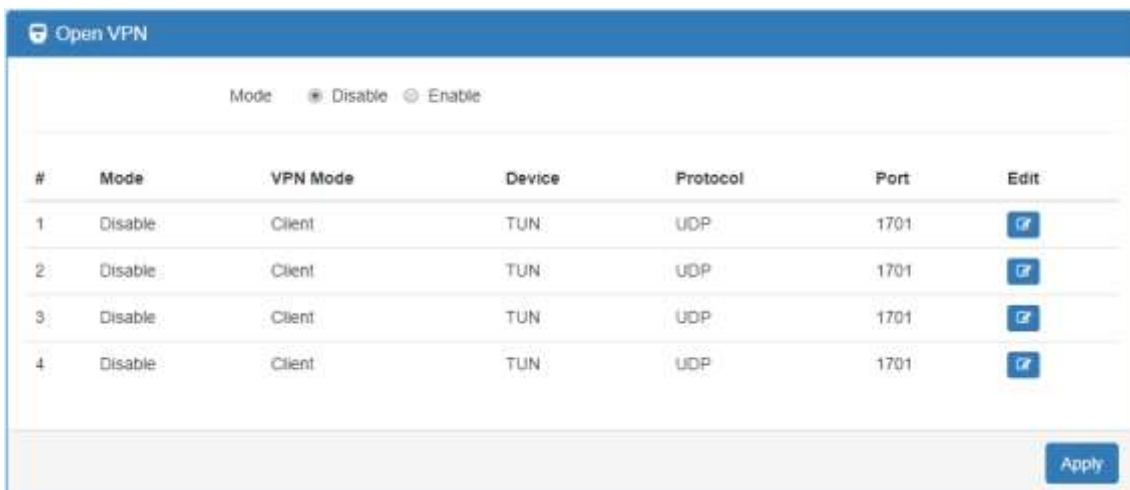 Open VPN
Mode Disable Enable
# Mode VPN Mode Device Protocol Port Edit
1 Disable Client TUN UDP 1701
2 Disable Client TUN UDP 1701
3 Disable Client TUN UDP 1701
4 Disable Client TUN UDP 1701
Apply